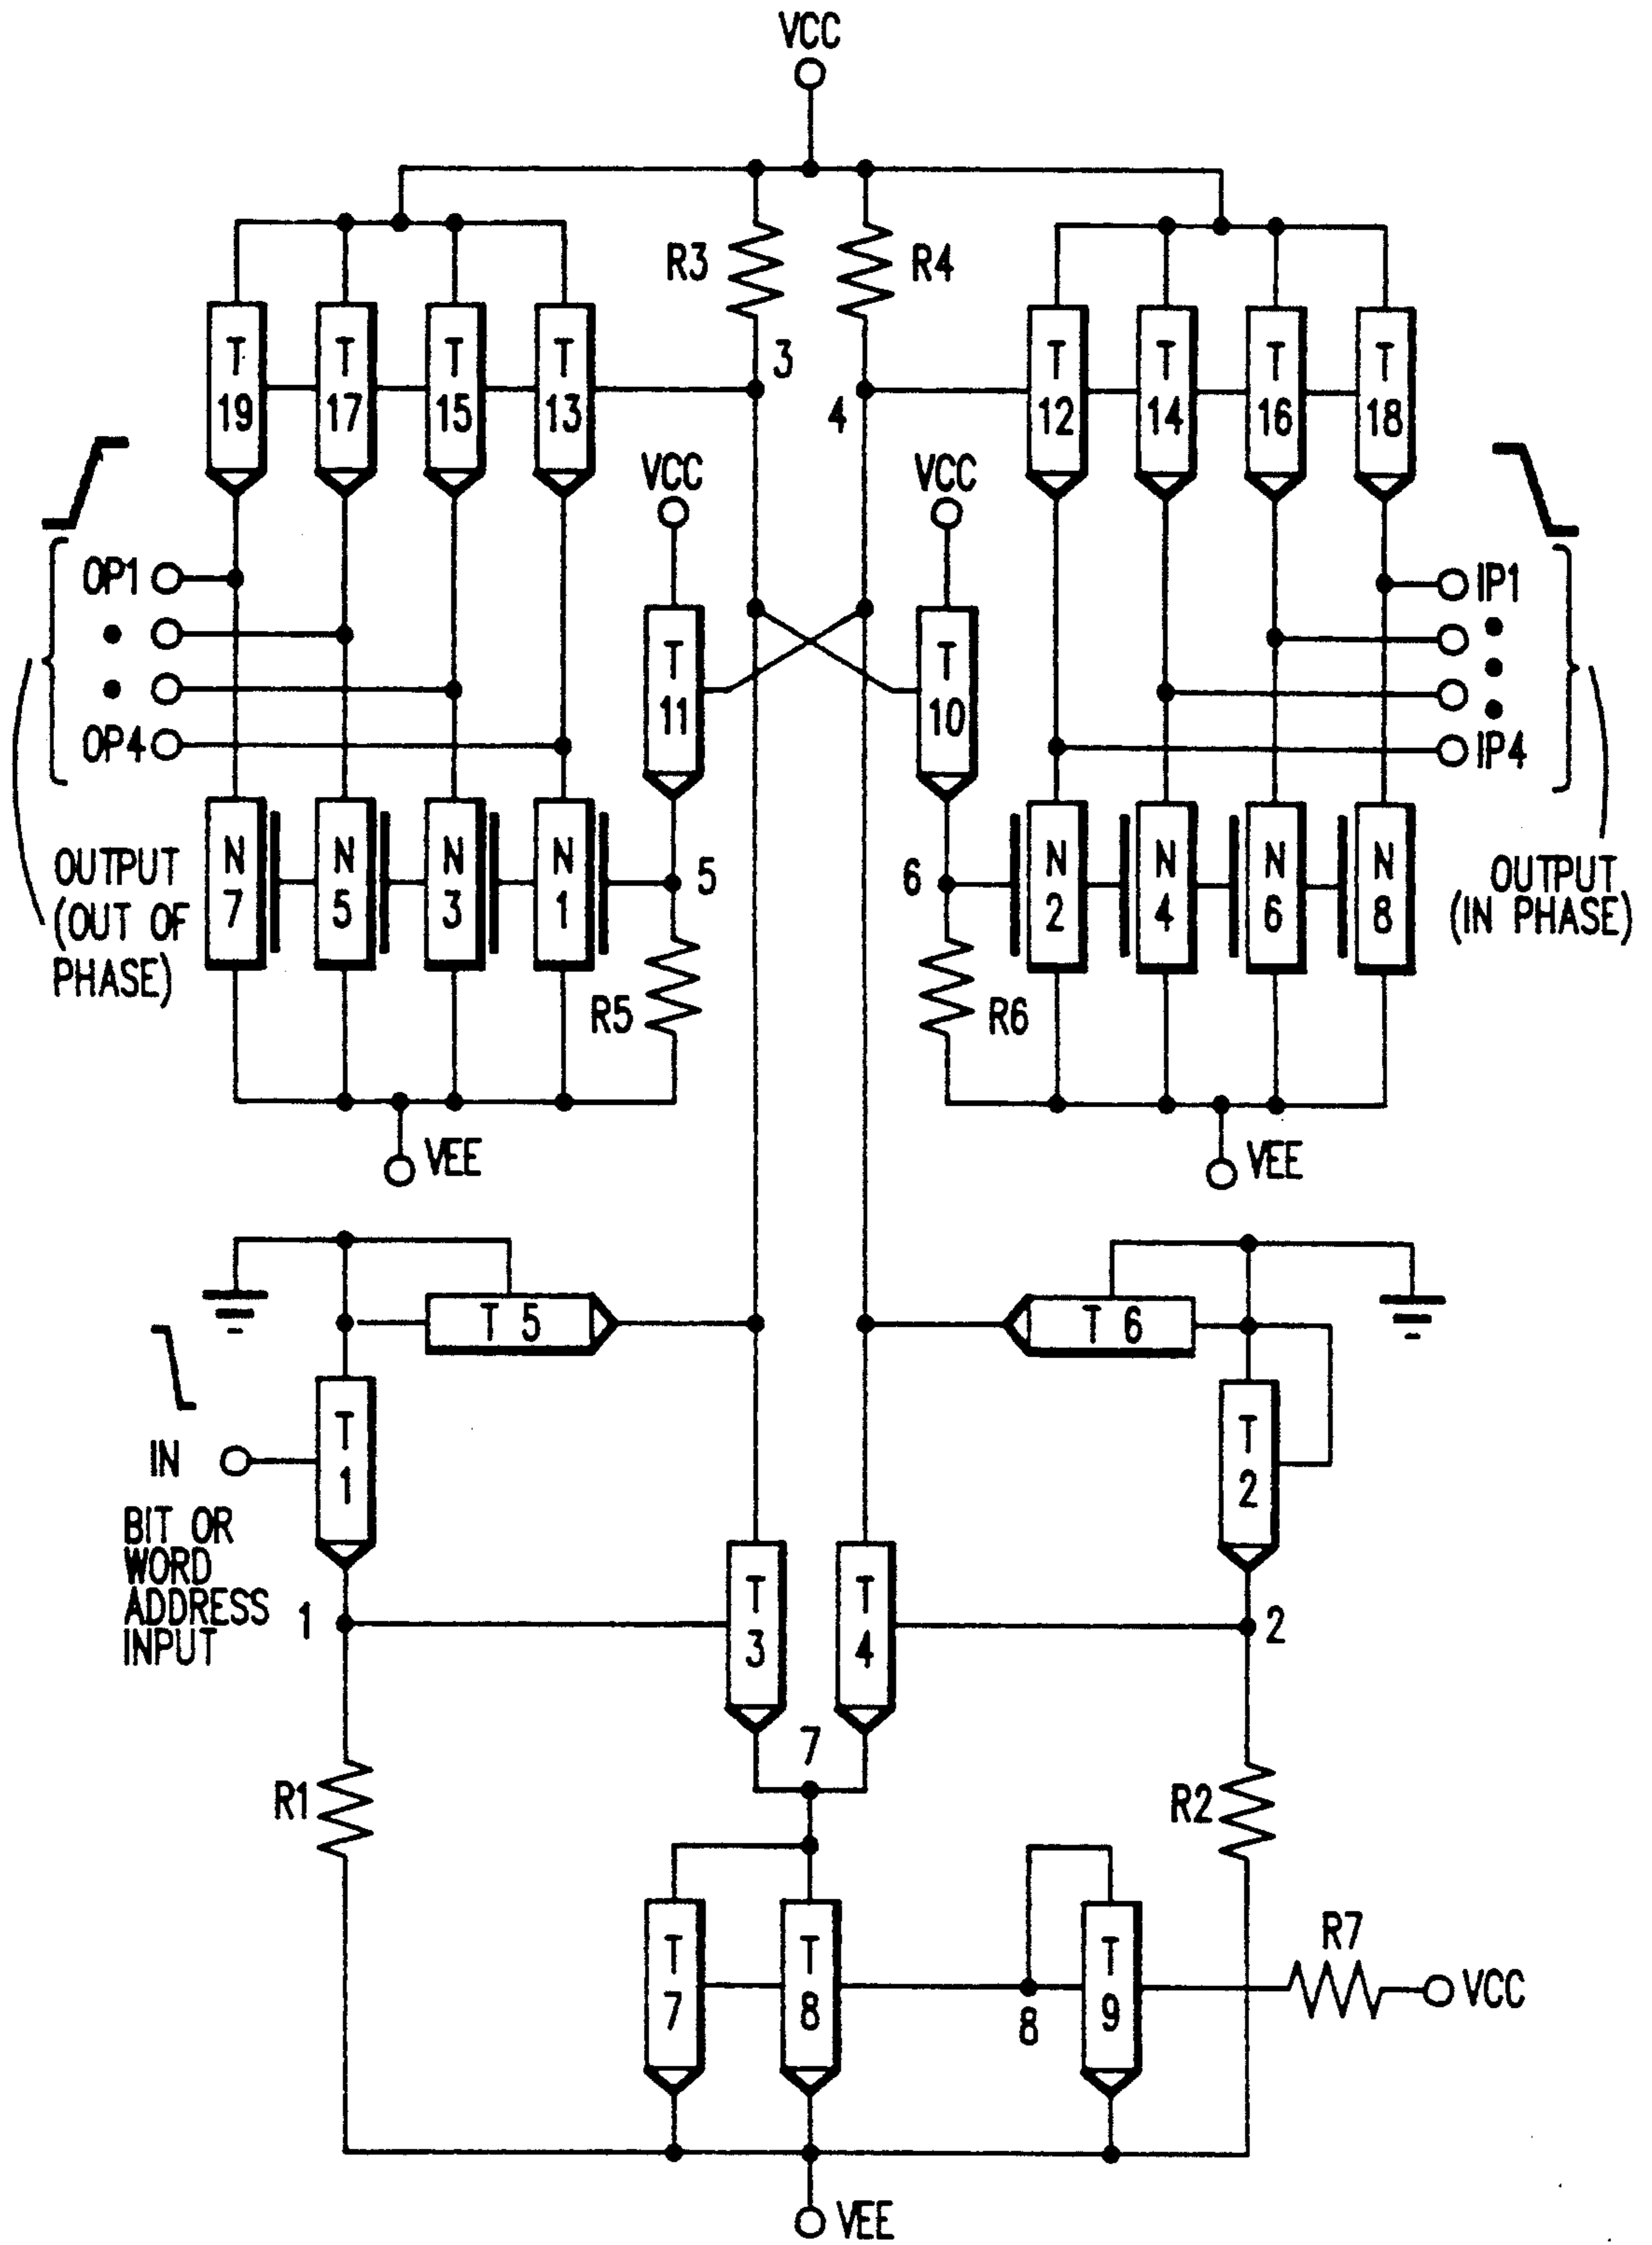 VCC
R3
R4
T
19
T
17
T
15
T
13
3
4
T
12
T
14
T
16
T
18
VCC
VCC
OP1
OP4
T
11
T
10
IP1
IP4
N
7
N
5
N
3
N
1
5
6
N
2
N
4
N
6
N
8
OUTPUT
(OUT OF
PHASE)
OUTPUT
(IN PHASE)
R5
R6
VEE
VEE
T 5
T 6
IN
T
1
T
2
BIT OR
WORD
ADDRESS
INPUT
1
T
3
T
4
2
7
R1
R2
T
7
T
8
8
T
9
R7
VCC
VEE